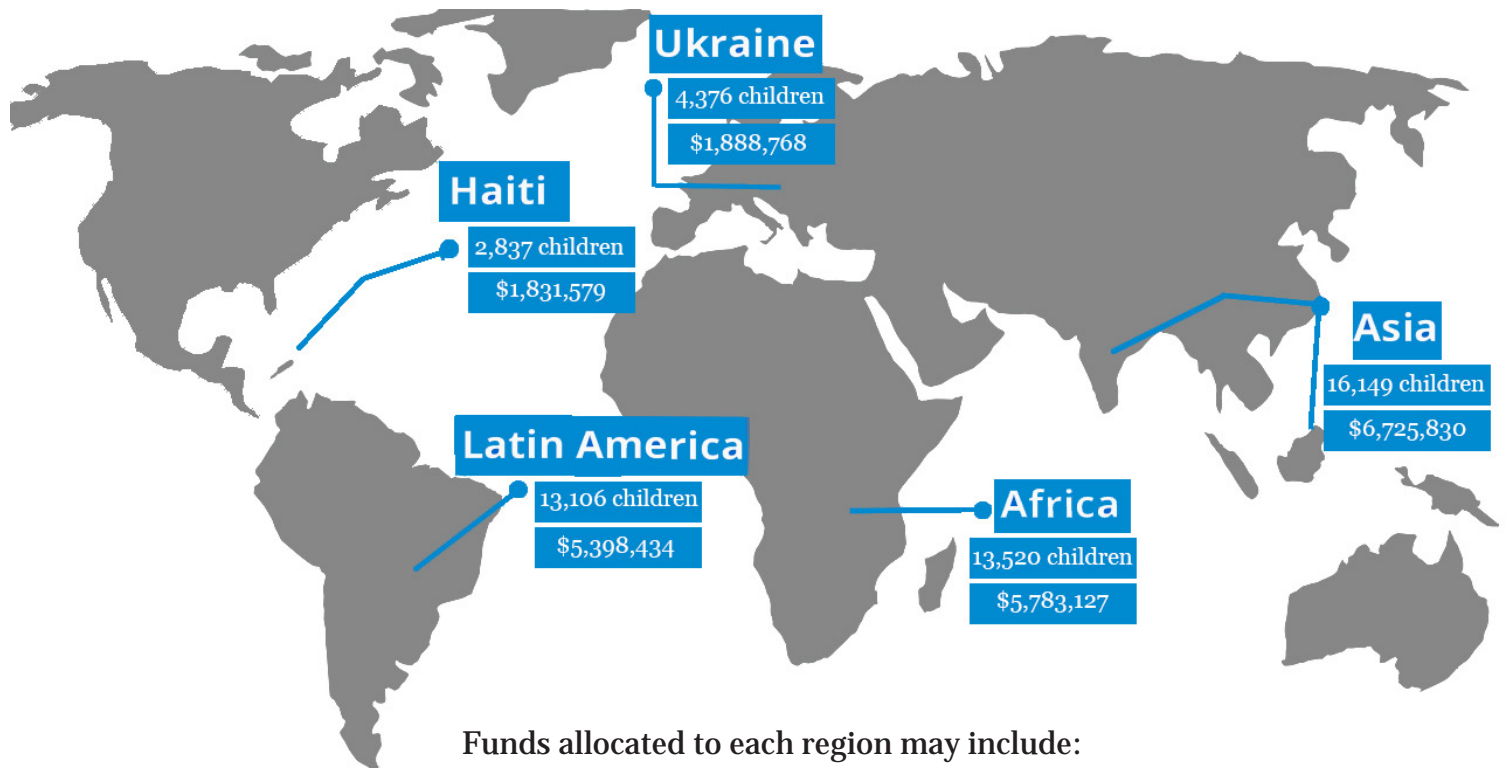 Ukraine
4,376 children
$1,888,768
Haiti
2,837 children
$1,831,579
Asia
16,149 children
$6,725,830
Latin America
13,106 children
$5,398,434
Africa
13,520 children
$5,783,127
Funds allocated to each region may include: